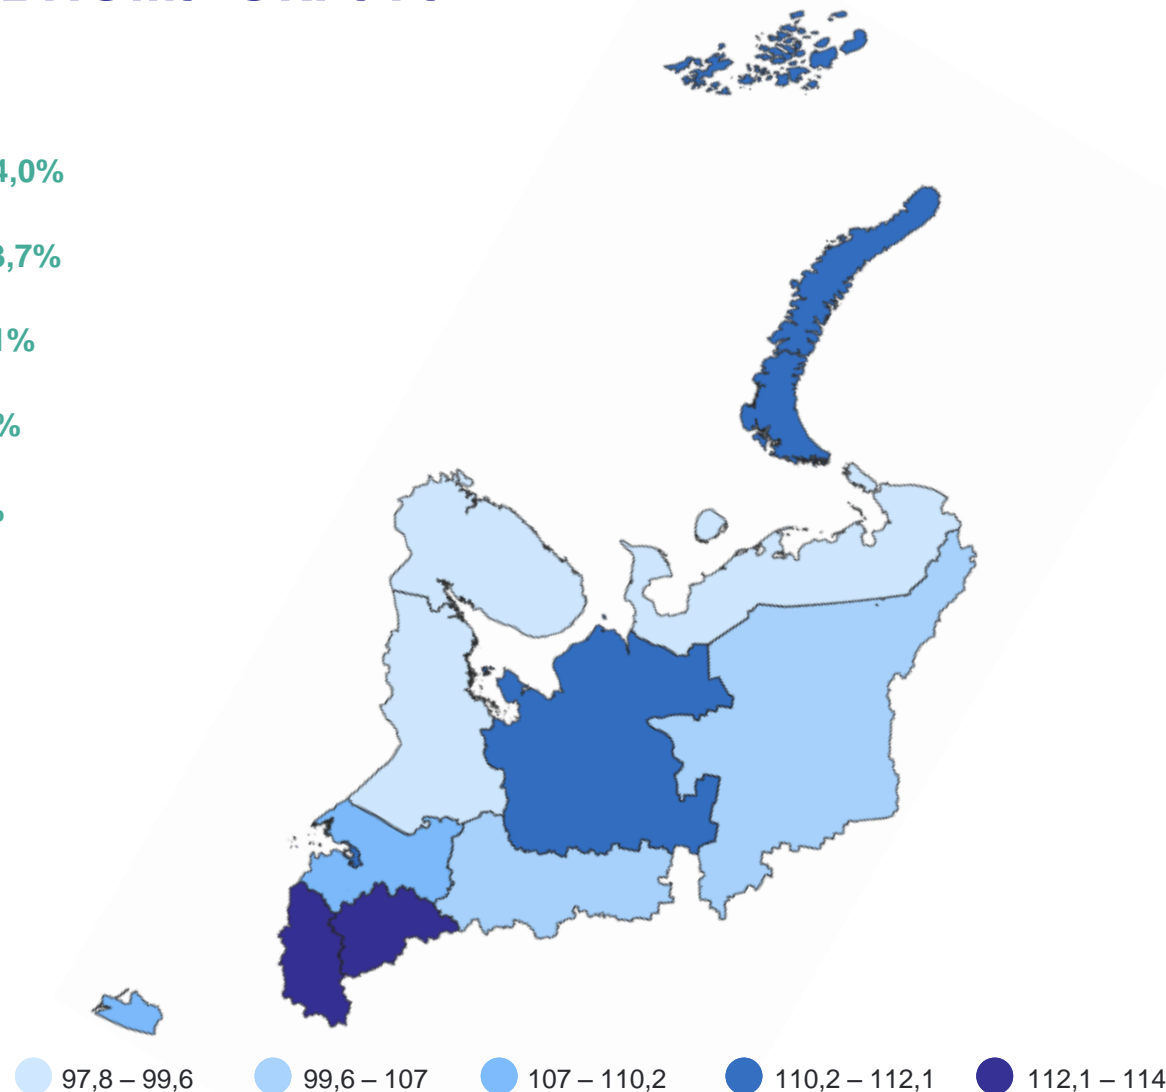 4,0%
3,7%
1%
%
97,8 – 99,6
99,6 – 107
107 – 110,2
110,2 – 112,1
112,1 – 114